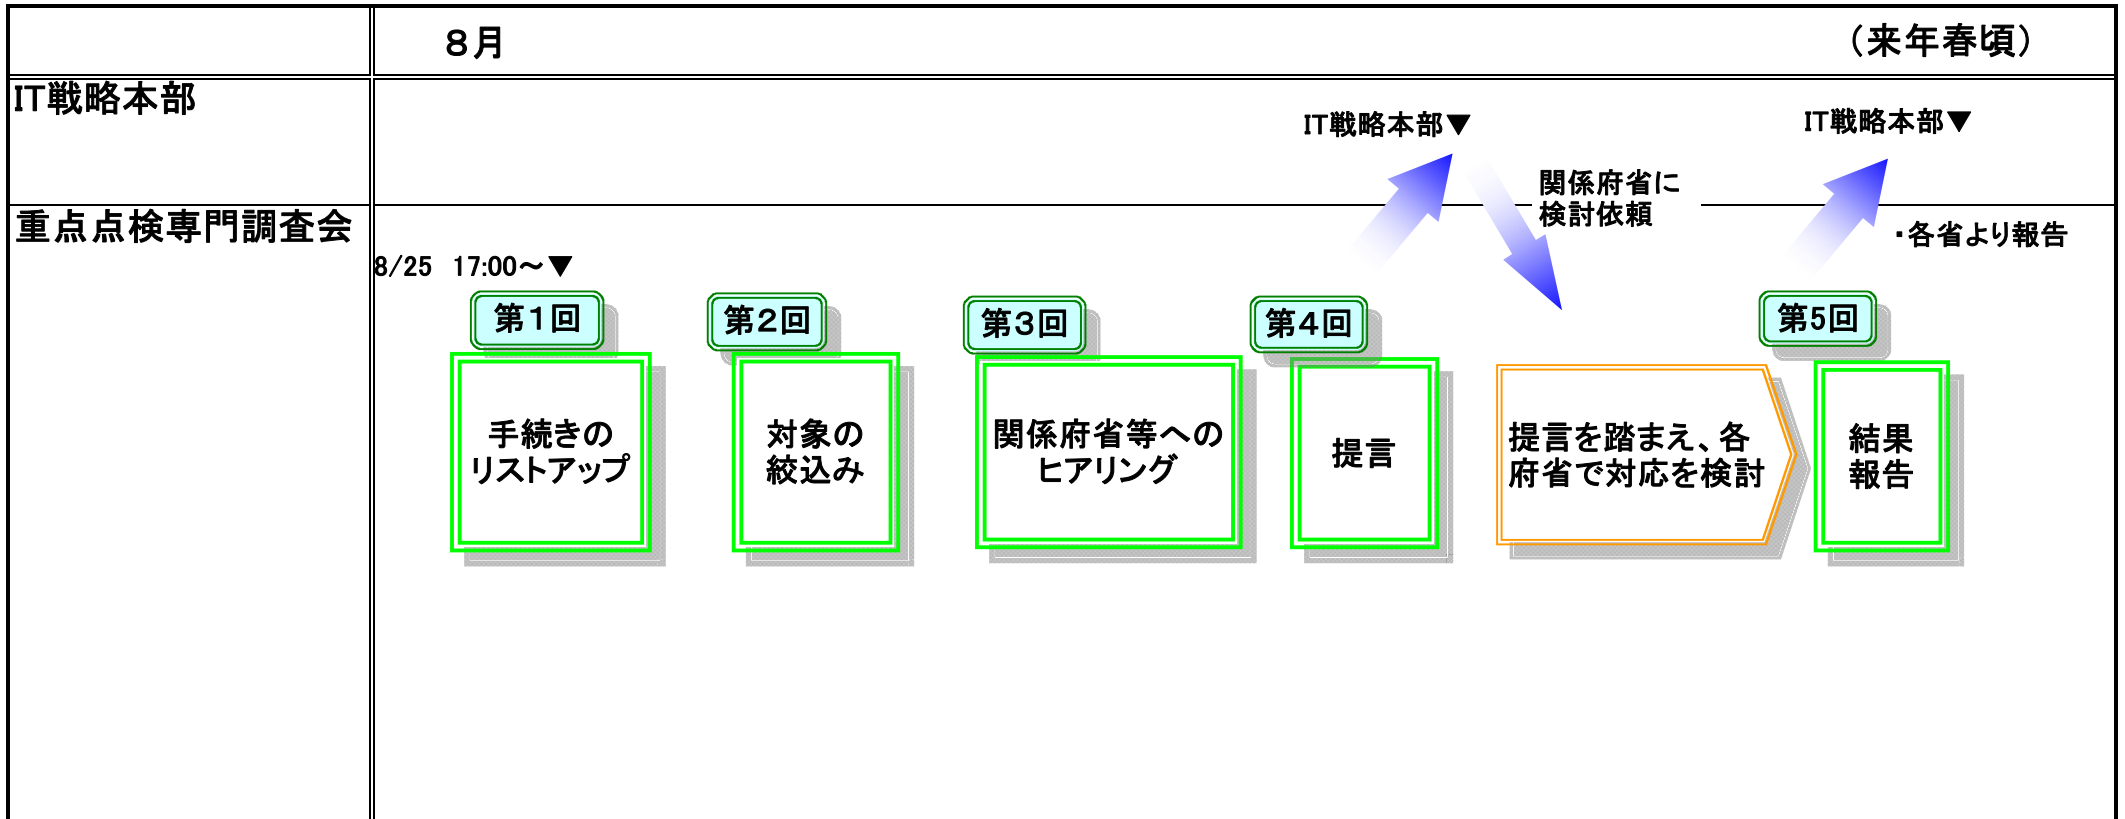 ８月
（来年春頃）
IT戦略本部
IT戦略本部▼
IT戦略本部▼
関係府省に
検討依頼
重点点検専門調査会
・各省より報告
8/25　17:00～▼
第１回
第２回
第３回
第４回
第5回
手続きの
リストアップ
対象の
絞込み
関係府省等への
ヒアリング
提言
提言を踏まえ、各
府省で対応を検討
結果
報告